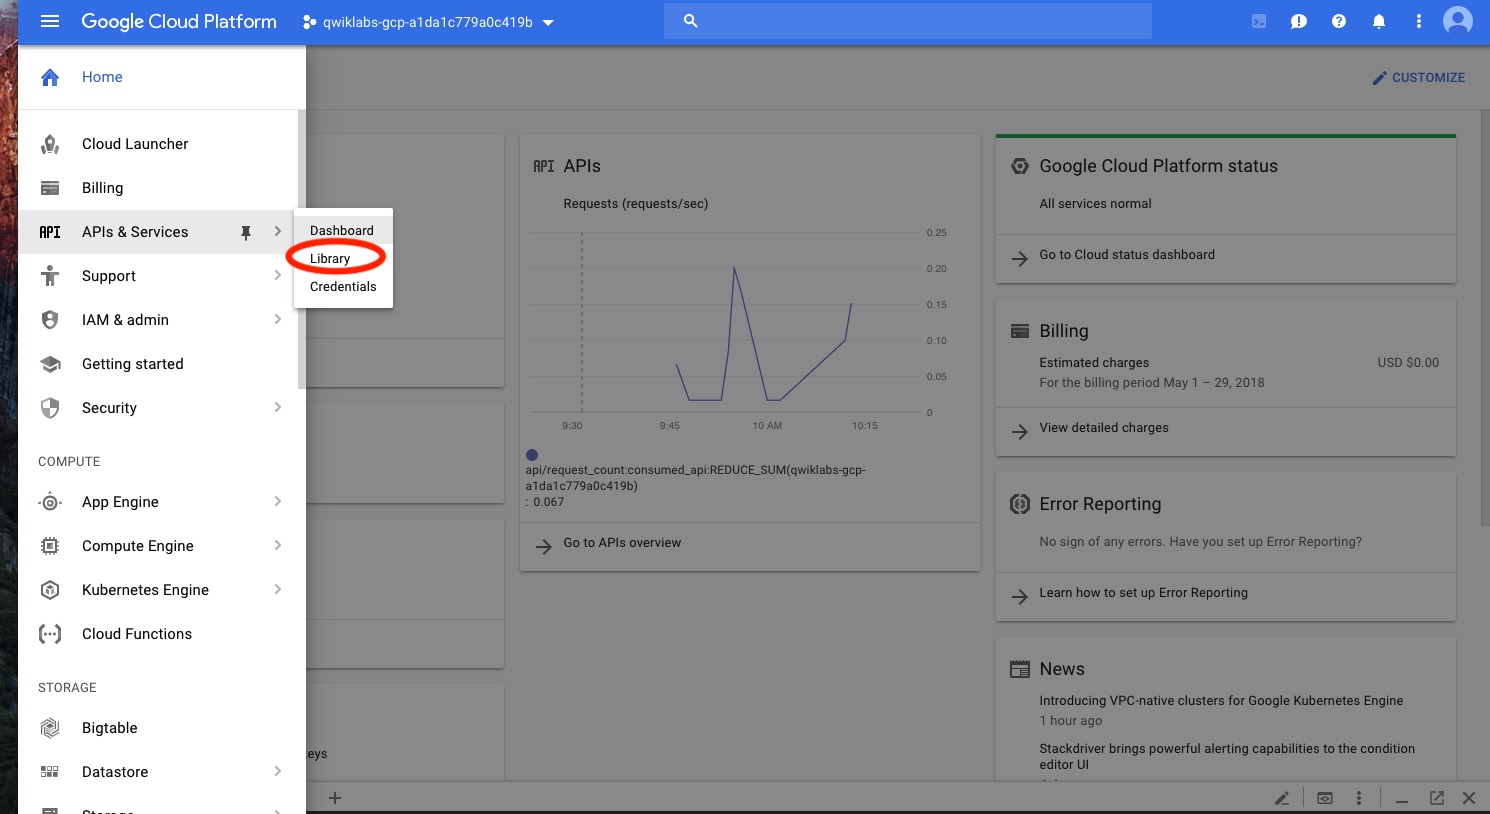 Google Cloud Platform
qwiklabs-gcp-a1da1c779a0c419b
Home
CUSTOMIZE
Cloud Launcher
Billing
API APIs & Services
Support
IAM & admin
Getting started
Security
COMPUTE
App Engine
Compute Engine
Kubernetes Engine
Cloud Functions
STORAGE
Bigtable
Datastore
Storage
Dashboard
Library
Credentials
eys
API APIs
Requests (requests/sec)
0.25
0.20
0.15
0.10
0.05
0
9:30 9:45 10 AM 10:15
api/request_count:consumed_api:REDUCE_SUM(qwiklabs-gcp-
a1da1c779a0c419b)
: 0.067
Go to APIs overview
Google Cloud Platform status
All services normal
Go to Cloud status dashboard
Billing
Estimated charges USD $0.00
For the billing period May 1 – 29, 2018
View detailed charges
Error Reporting
No sign of any errors. Have you set up Error Reporting?
Learn how to set up Error Reporting
News
Introducing VPC-native clusters for Google Kubernetes Engine
1 hour ago
Stackdriver brings powerful alerting capabilities to the condition
editor UI